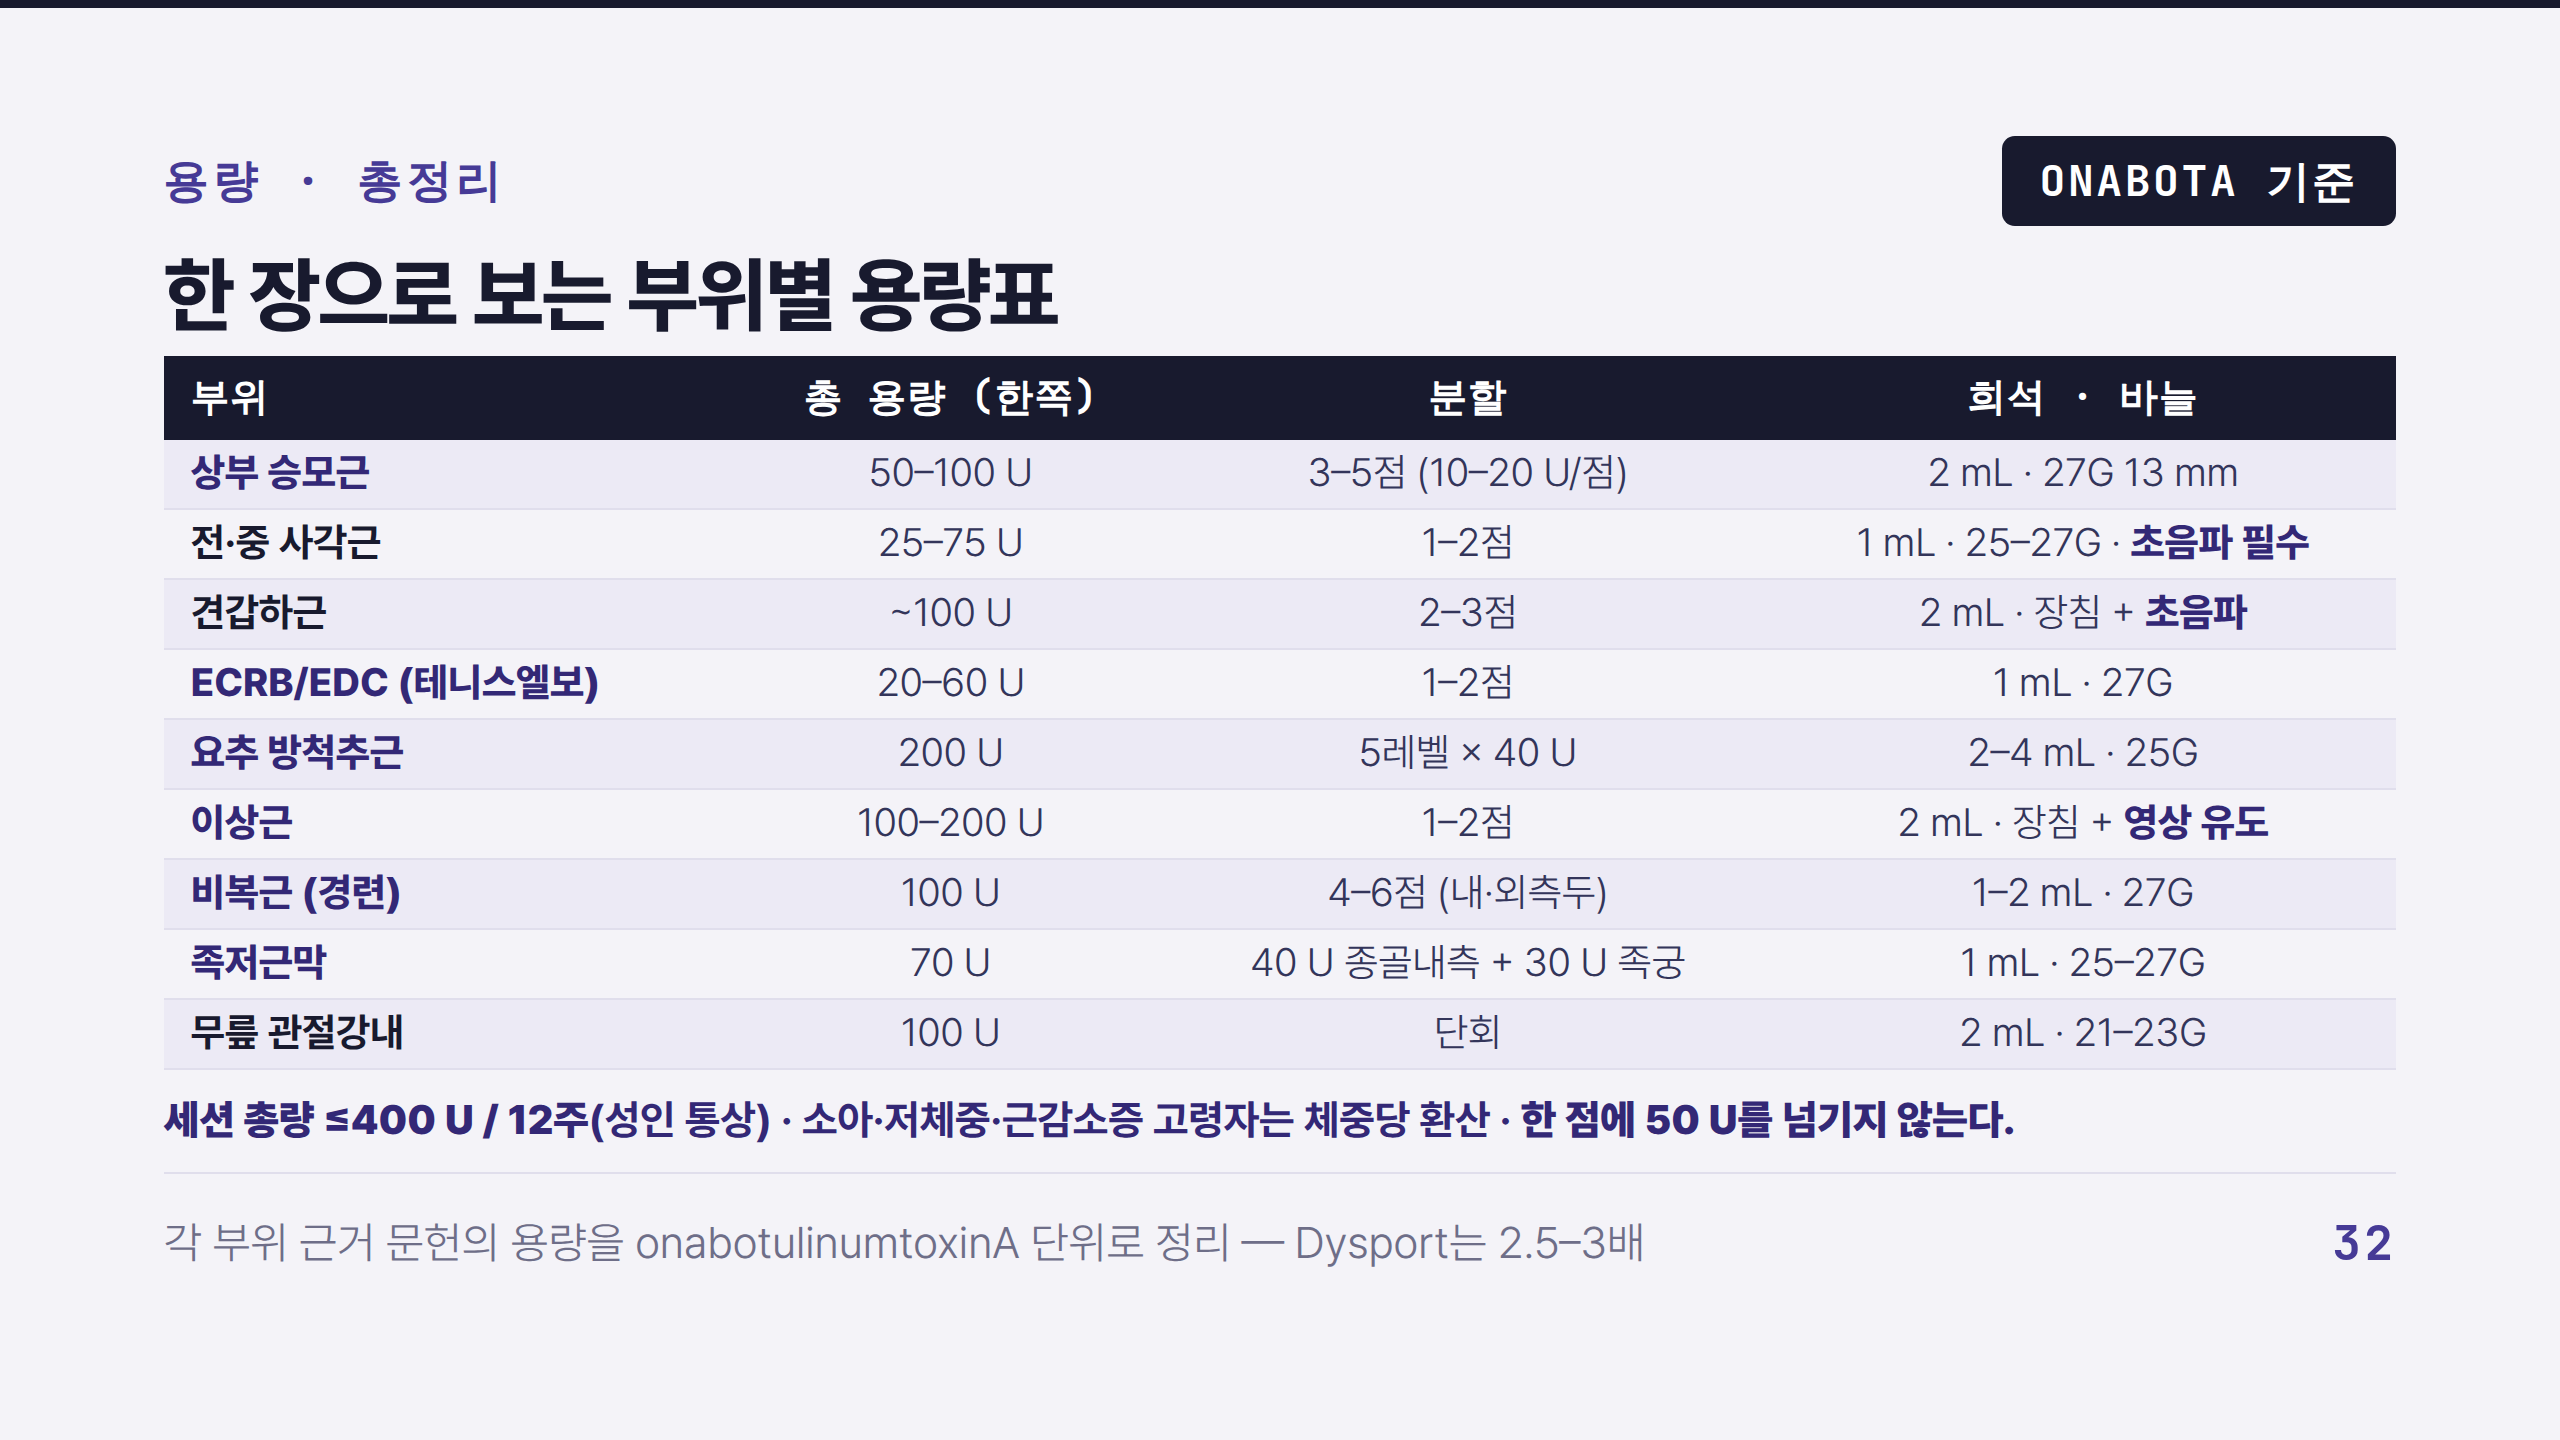 용량 · 총정리
ONABOTA 기준
한 장으로 보는 부위별 용량표
부위 총 용량 (한쪽) 분할 희석 · 바늘
상부 승모근 50–100 U 3–5점 (10–20 U/점) 2 mL · 27G 13 mm
전·중 사각근 25–75 U 1–2점 1 mL · 25–27G · 초음파 필수
견갑하근 ~100 U 2–3점 2 mL · 장침 + 초음파
ECRB/EDC (테니스엘보) 20–60 U 1–2점 1 mL · 27G
요추 방척추근 200 U 5레벨 × 40 U 2–4 mL · 25G
이상근 100–200 U 1–2점 2 mL · 장침 + 영상 유도
비복근 (경련) 100 U 4–6점 (내·외측두) 1–2 mL · 27G
족저근막 70 U 40 U 종골내측 + 30 U 족궁 1 mL · 25–27G
무릎 관절강내 100 U 단회 2 mL · 21–23G
세션 총량 ≤400 U / 12주(성인 통상) · 소아·저체중·근감소증 고령자는 체중당 환산 · 한 점에 50 U를 넘기지 않는다.
각 부위 근거 문헌의 용량을 onabotulinumtoxinA 단위로 정리 — Dysport는 2.5–3배
32